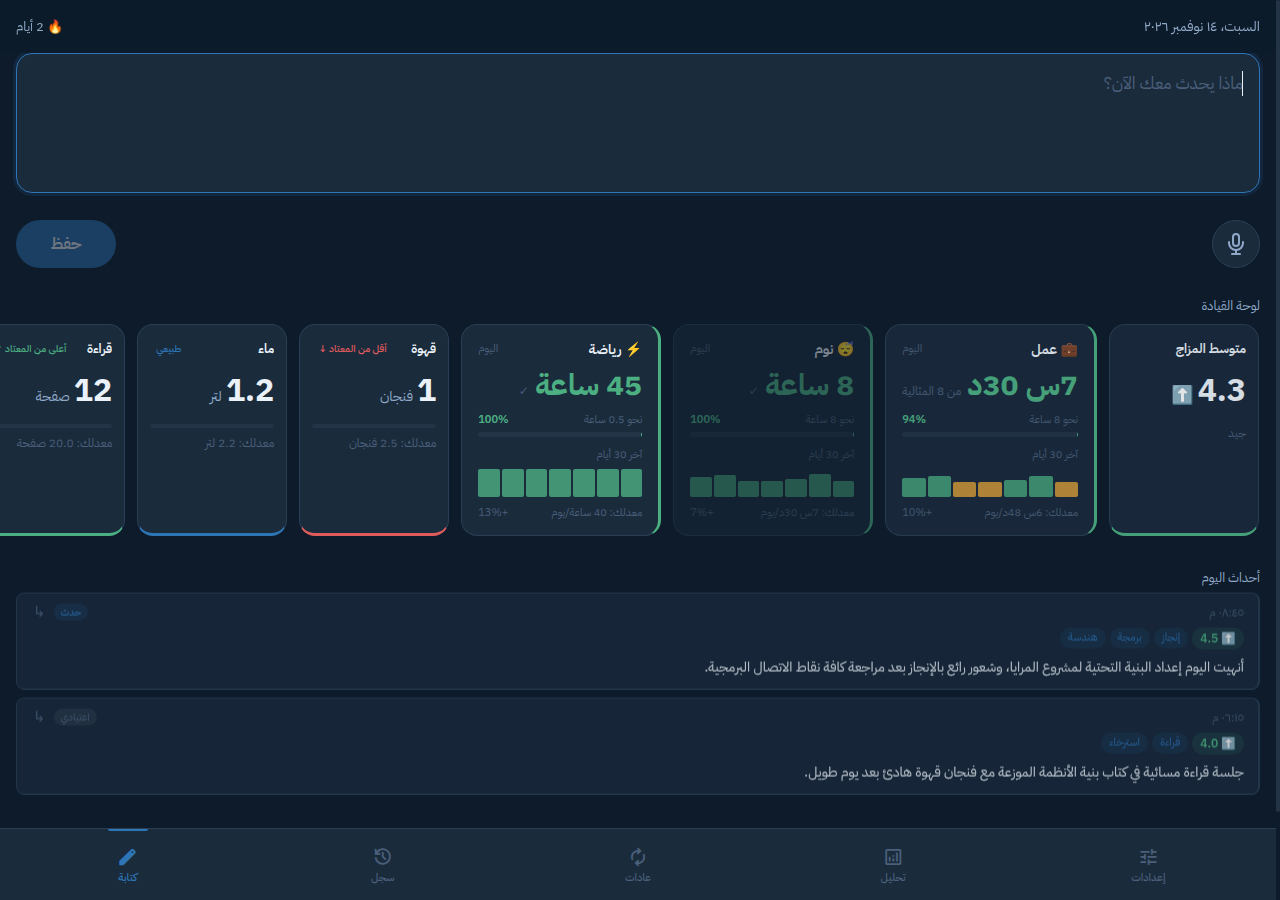 السبت، ١٤ نوفمبر ٢٠٢٦
🔥 2 أيام
ماذا يحدث معك الآن؟
حفظ
لوحة القيادة
متوسط المزاج
4.3 ⬆️
جيد
💼 عمل
اليوم
7س 30د من 8 المثالية
نحو 8 ساعة
94%
آخر 30 أيام
معدلك: 6س 48د/يوم
+10%
😴 نوم
اليوم
8 ساعة ✓
نحو 8 ساعة
100%
آخر 30 أيام
معدلك: 7س 30د/يوم
+7%
⚡ رياضة
اليوم
45 ساعة ✓
نحو 0.5 ساعة
100%
آخر 30 أيام
معدلك: 40 ساعة/يوم
+13%
قهوة
أقل من المعتاد ↓
1 فنجان
معدلك: 2.5 فنجان
ماء
طبيعي
1.2 لتر
معدلك: 2.2 لتر
قراءة
أعلى من المعتاد
12 صفحة
معدلك: 20.0 صفحة
أحداث اليوم
٠٨:٤٥ م
حدث ↳
⬆️ 4.5 إنجاز برمجة هندسة
أنهيت اليوم إعداد البنية التحتية لمشروع المرايا، وشعور رائع بالإنجاز بعد مراجعة كافة نقاط الاتصال البرمجية.
٠٦:١٥ م
اعتيادي ↳
⬆️ 4.0 قراءة استرخاء
جلسة قراءة مسائية في كتاب بنية الأنظمة الموزعة مع فنجان قهوة هادئ بعد يوم طويل.
إعدادات
تحليل
عادات
سجل
كتابة